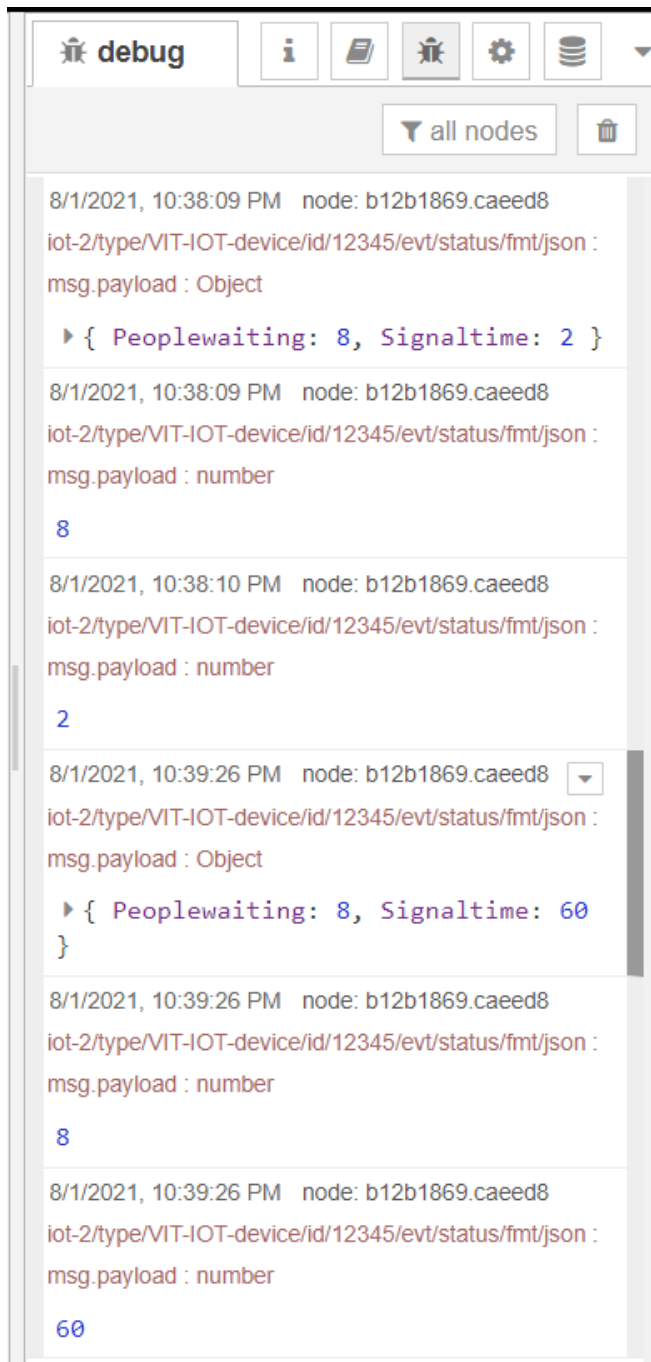 debug
i
all nodes
8/1/2021, 10:38:09 PM node: b12b1869.caeed8
iot-2/type/VIT-IOT-device/id/12345/evt/status/fmt/json :
msg.payload : Object
{ Peoplewaiting: 8, Signaltime: 2 }
8/1/2021, 10:38:09 PM node: b12b1869.caeed8
iot-2/type/VIT-IOT-device/id/12345/evt/status/fmt/json :
msg.payload : number
8
8/1/2021, 10:38:10 PM node: b12b1869.caeed8
iot-2/type/VIT-IOT-device/id/12345/evt/status/fmt/json :
msg.payload : number
2
8/1/2021, 10:39:26 PM node: b12b1869.caeed8
iot-2/type/VIT-IOT-device/id/12345/evt/status/fmt/json :
msg.payload : Object
{ Peoplewaiting: 8, Signaltime: 60
}
8/1/2021, 10:39:26 PM node: b12b1869.caeed8
iot-2/type/VIT-IOT-device/id/12345/evt/status/fmt/json :
msg.payload : number
8
8/1/2021, 10:39:26 PM node: b12b1869.caeed8
iot-2/type/VIT-IOT-device/id/12345/evt/status/fmt/json :
msg.payload : number
60